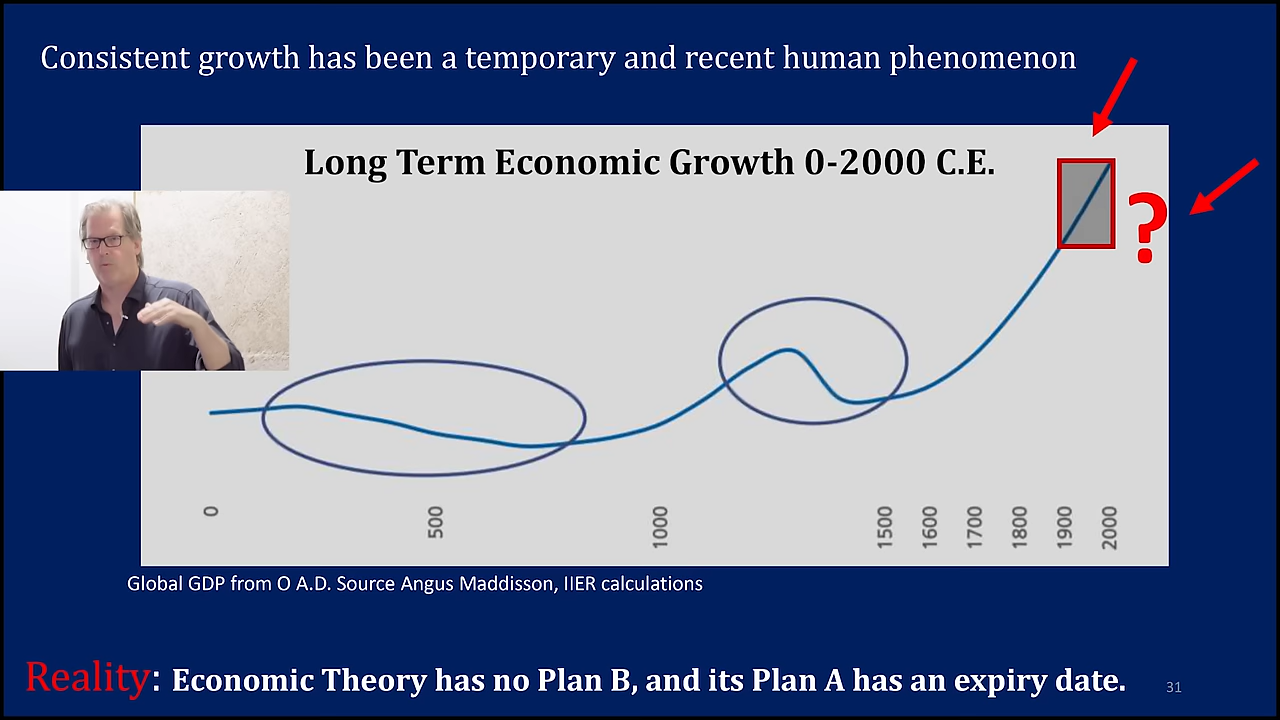 Consistent growth has been a temporary and recent human phenomenon
Long Term Economic Growth 0-2000 C.E.
?
0
500
1000
1500
1600
1700
1800
1900
2000
Global GDP from O A.D. Source Angus Maddisson, IIER calculations
Reality: Economic Theory has no Plan B, and its Plan A has an expiry date.
31